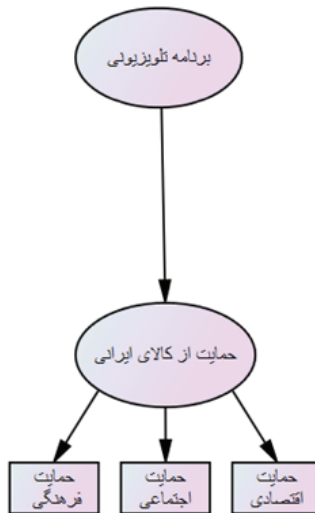 برنامه تلویزیونی
حمایت از کالای ایرانی
حمایت
اقتصادی
حمایت
اجتماعی
حمایت
فرهنگی